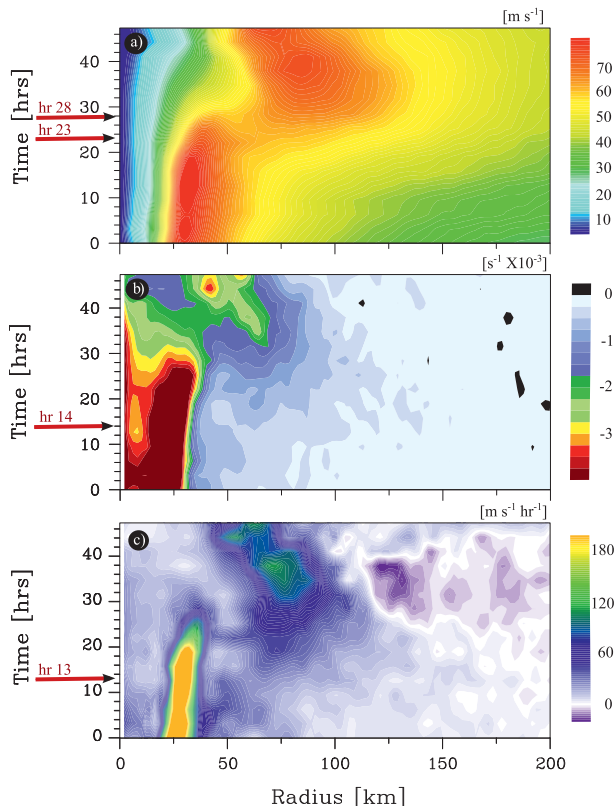 [m s⁻¹]
a)
Time [hrs]
40
30
20
10
0
hr 28
hr 23
70
60
50
40
30
20
10
[s⁻¹ X10⁻³]
b)
Time [hrs]
40
30
20
10
0
hr 14
0
-1
-2
-3
[m s⁻¹ hr⁻¹]
c)
Time [hrs]
40
30
20
10
0
hr 13
180
120
60
0
0 50 100 150 200
Radius [km]